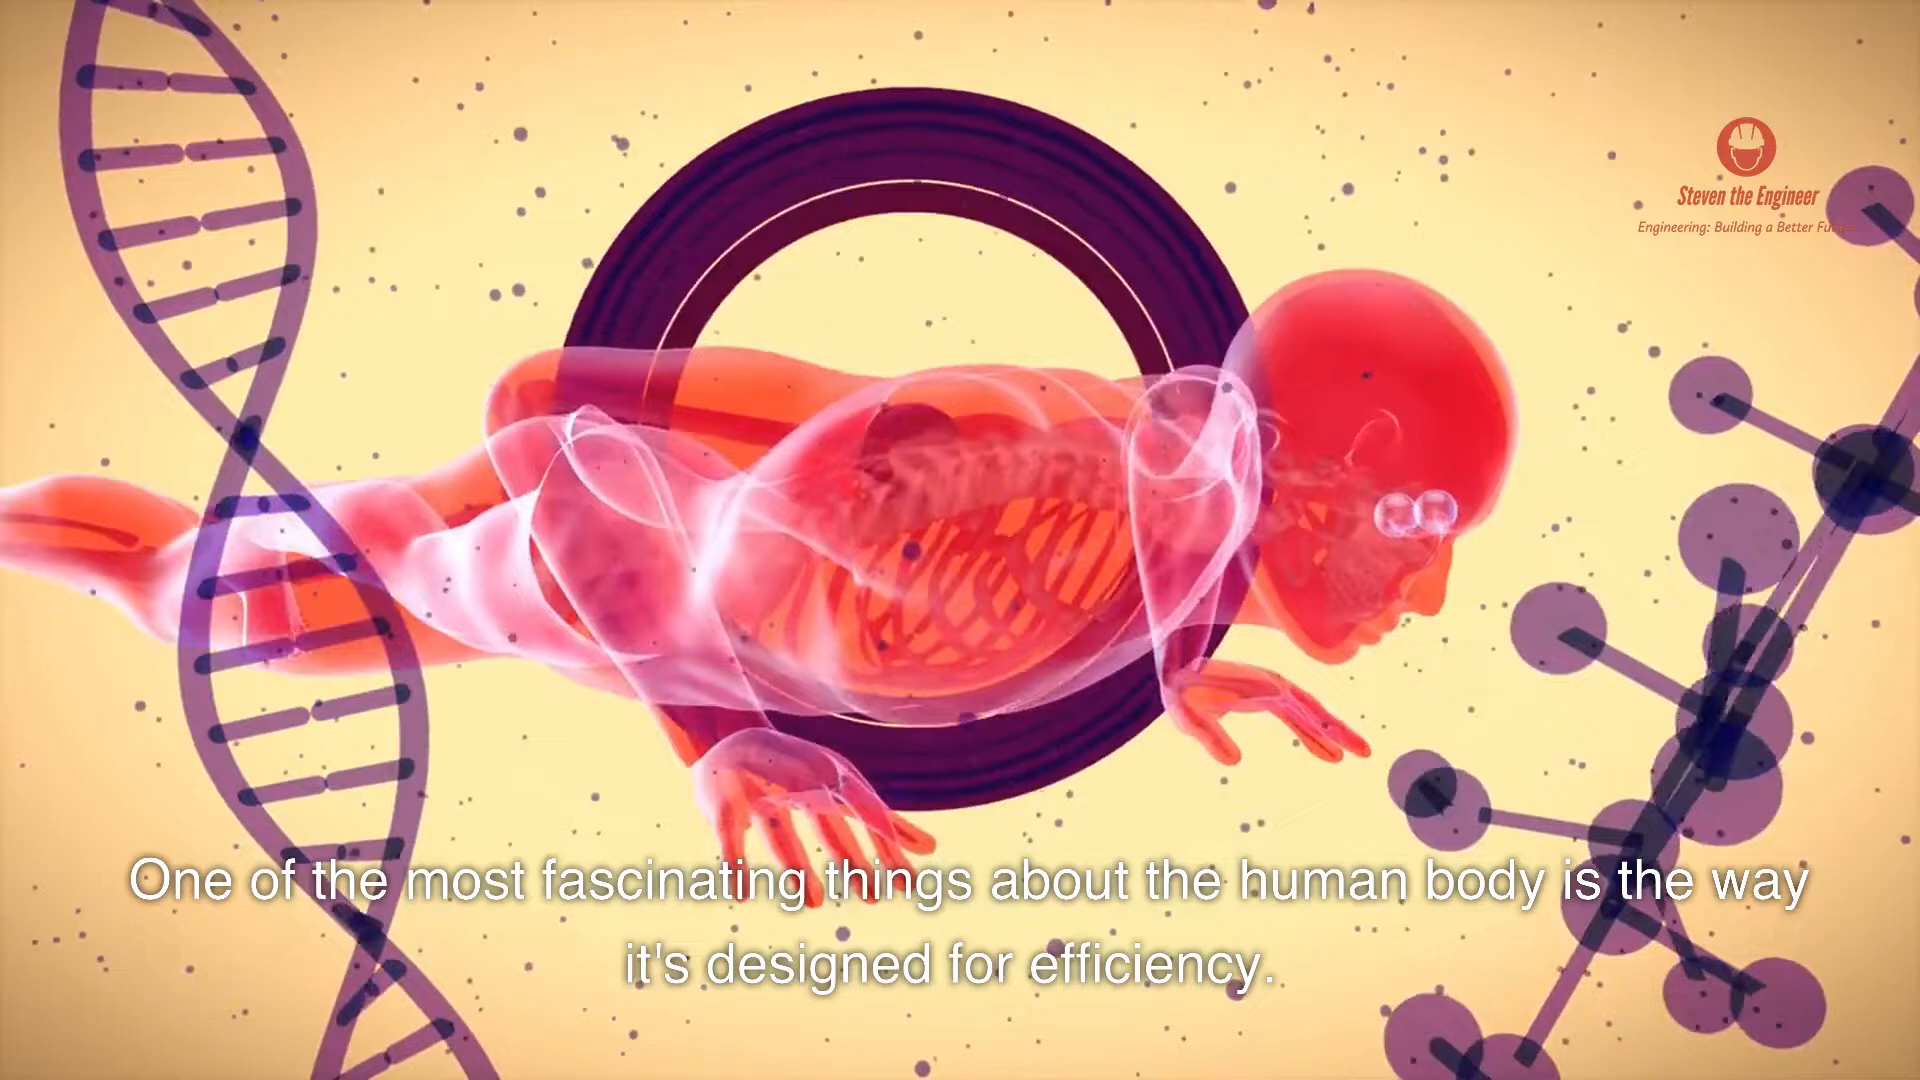 Steven the Engineer
Engineering: Building a Better
One of the most fascinating things about the human body is the way
it's designed for efficiency.